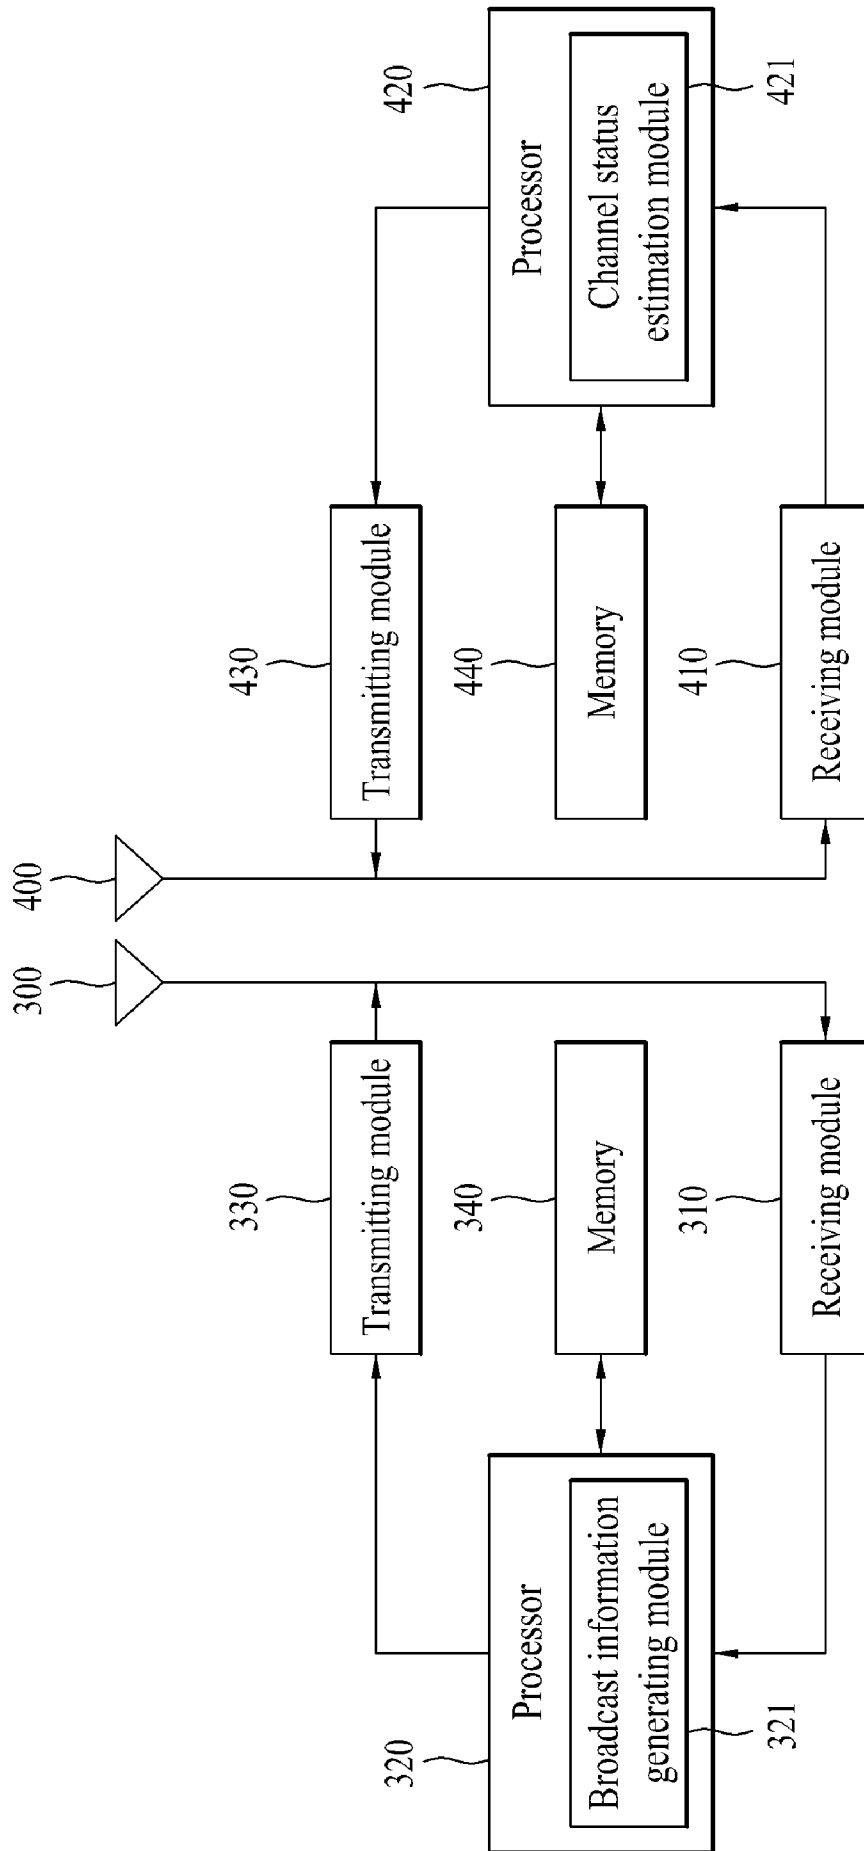 300
400
330
Transmitting module
430
Transmitting module
320
Processor
321
Broadcast information
generating module
340
Memory
440
Memory
420
Processor
421
Channel status
estimation module
310
Receiving module
410
Receiving module